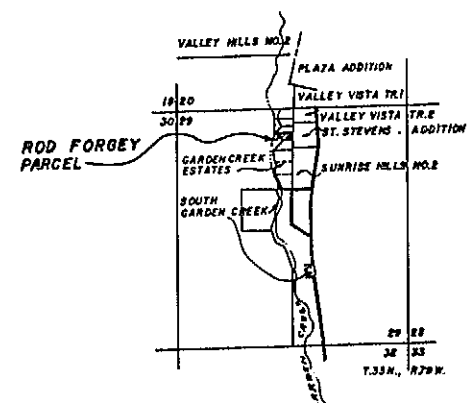 VALLEY HILLS NO.2
PLAZA ADDITION
VALLEY VISTA TR.1
19 20
30 29
VALLEY VISTA TR.2
ST. STEVENS . ADDITION
ROD FORGEY
PARCEL
GARDEN CREEK
ESTATES
SUNRISE HILLS NO.2
SOUTH
GARDEN CREEK
GARDEN CREEK
29 28
32 33
T.33N., R.79W.